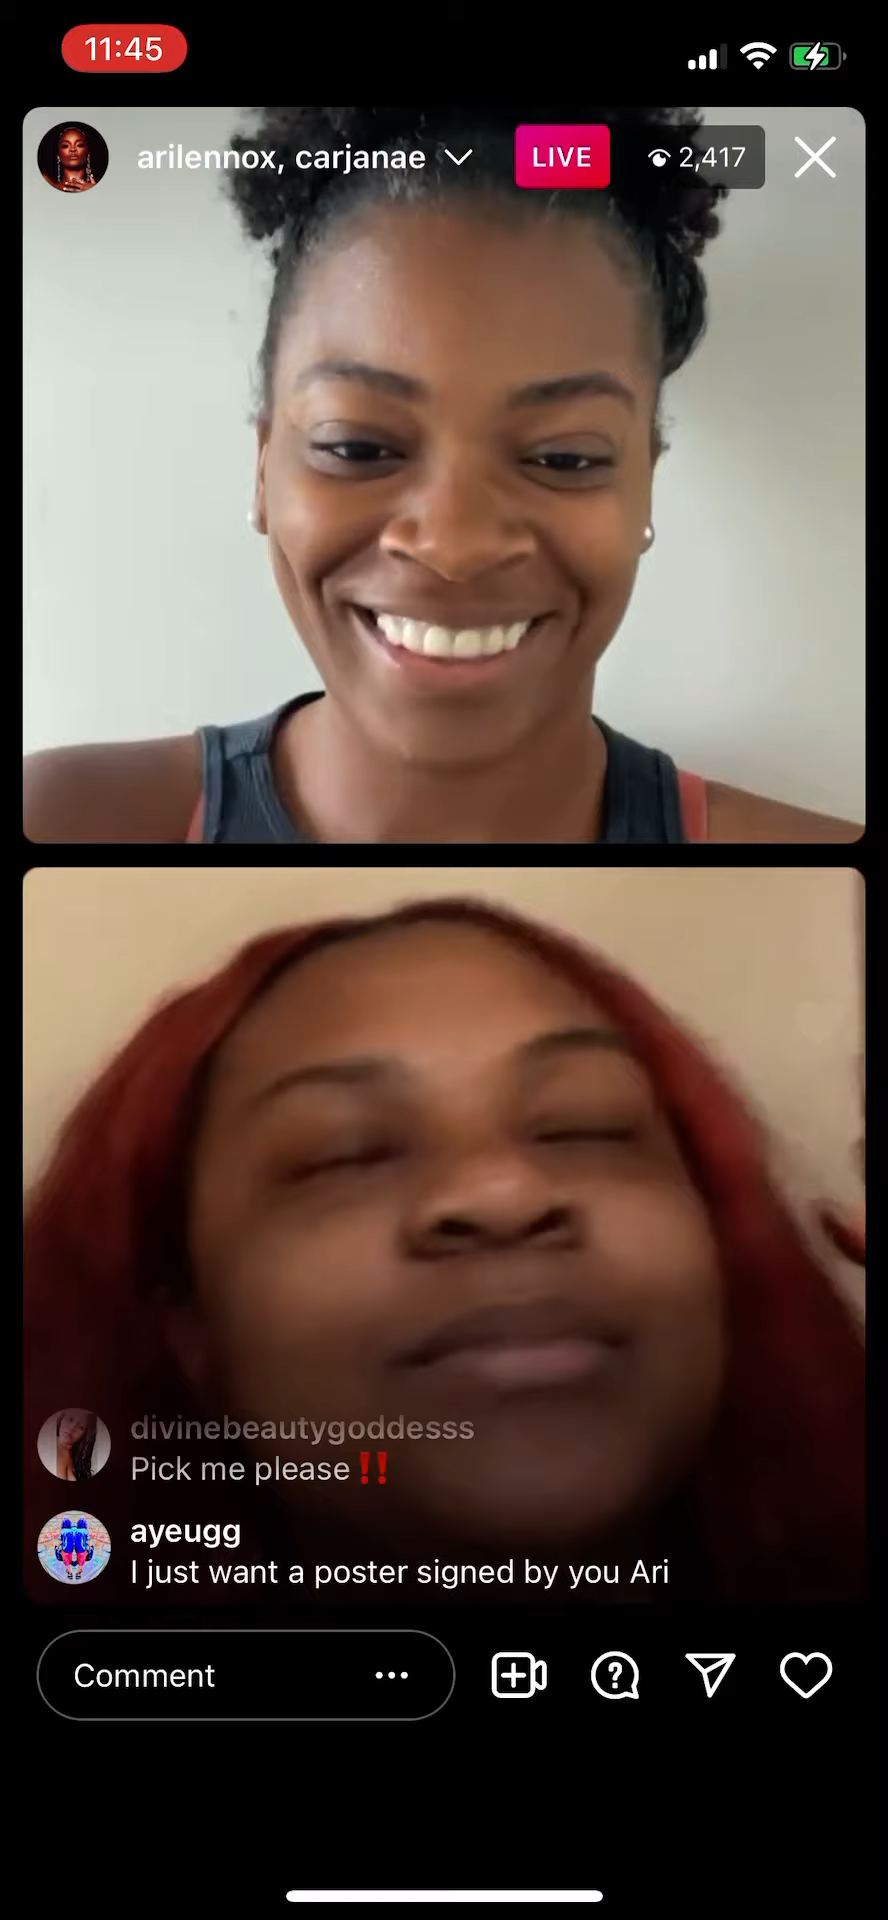 11:45
arilennox, carjanae
LIVE
2,417
divinebeautygoddesss
Pick me please‼️
ayeugg
I just want a poster signed by you Ari
Comment